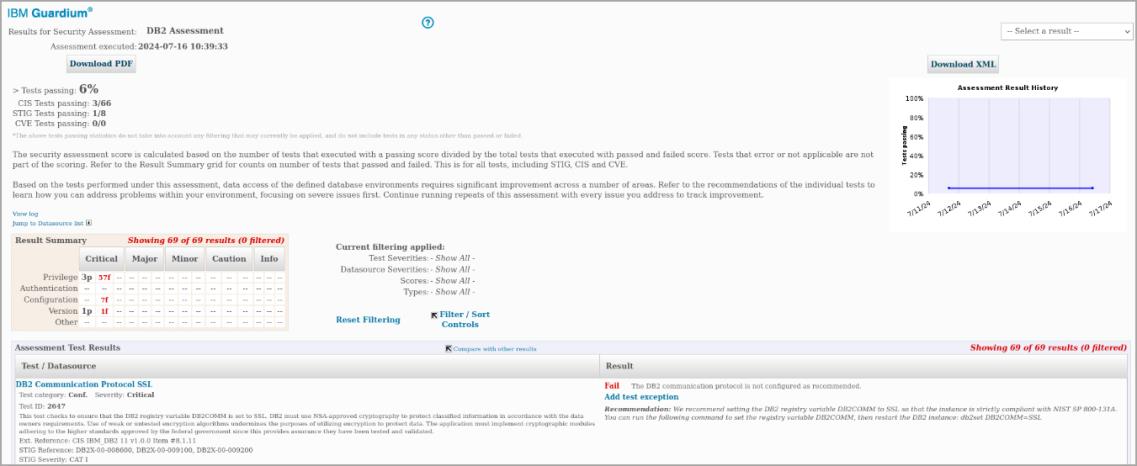 IBM Guardium®
Results for Security Assessment: DB2 Assessment
-- Select a result --
Assessment executed: 2024-07-16 10:39:33
Download PDF
Download XML
> Tests passing: 6%
CIS Tests passing: 3/66
STIG Tests passing: 1/8
CVE Tests passing: 0/0
*The above tests passing statistics do not take into account any filtering that may currently be applied, and do not include tests in any status other than passed or failed.
Assessment Result History
Tests passing
100%
80%
60%
40%
20%
0%
7/11/24 7/12/24 7/13/24 7/14/24 7/15/24 7/16/24 7/17/24
The security assessment score is calculated based on the number of tests that executed with a passing score divided by the total tests that executed with passed and failed score. Tests that error or not applicable are not
part of the scoring. Refer to the Result Summary grid for counts on number of tests that passed and failed. This is for all tests, including STIG, CIS and CVE.
Based on the tests performed under this assessment, data access of the defined database environments requires significant improvement across a number of areas. Refer to the recommendations of the individual tests to
learn how you can address problems within your environment, focusing on severe issues first. Continue running repeats of this assessment with every issue you address to track improvement.
View log
Jump to Datasource list
Result Summary Showing 69 of 69 results (0 filtered)
Critical Major Minor Caution Info
Privilege 3p 57f -- -- -- -- -- -- -- -- -- -- --
Authentication -- -- -- -- -- -- -- -- -- -- -- -- --
Configuration 7f -- -- -- -- -- -- -- -- -- -- --
Version 1p 1f -- -- -- -- -- -- -- -- -- -- --
Other -- -- -- -- -- -- -- -- -- -- -- -- --
Current filtering applied:
Test Severities: - Show All -
Datasource Severities: - Show All -
Scores: - Show All -
Types: - Show All -
Reset Filtering
Filter / Sort
Controls
Assessment Test Results
Compare with other results
Showing 69 of 69 results (0 filtered)
Test / Datasource
Result
DB2 Communication Protocol SSL
Test category: Conf. Severity: Critical
Test ID: 2647
This test checks to ensure that the DB2 registry variable DB2COMM is set to SSL, DB2 must use NSA-approved cryptography to protect classified information in accordance with the data
owners requirements. Use of weak or untested encryption algorithms undermines the purposes of utilizing encryption to protect data. The application must implement cryptographic modules
adhering to the higher standards approved by the federal government since this provides assurance they have been tested and validated.
Ext. Reference: CIS IBM_DB2 11 v1.0.0 Item #8.1.11
STIG Reference: DB2X-00-008600, DB2X-00-009100, DB2X-00-009200
STIG Severity: CAT I
Fail The DB2 communication protocol is not configured as recommended.
Add test exception
Recommendation: We recommend setting the DB2 registry variable DB2COMM to SSL so that the instance is strictly compliant with NIST SP 800-131A.
You can run the following command to set the registry variable DB2COMM, then restart the DB2 instance: db2set DB2COMM=SSL